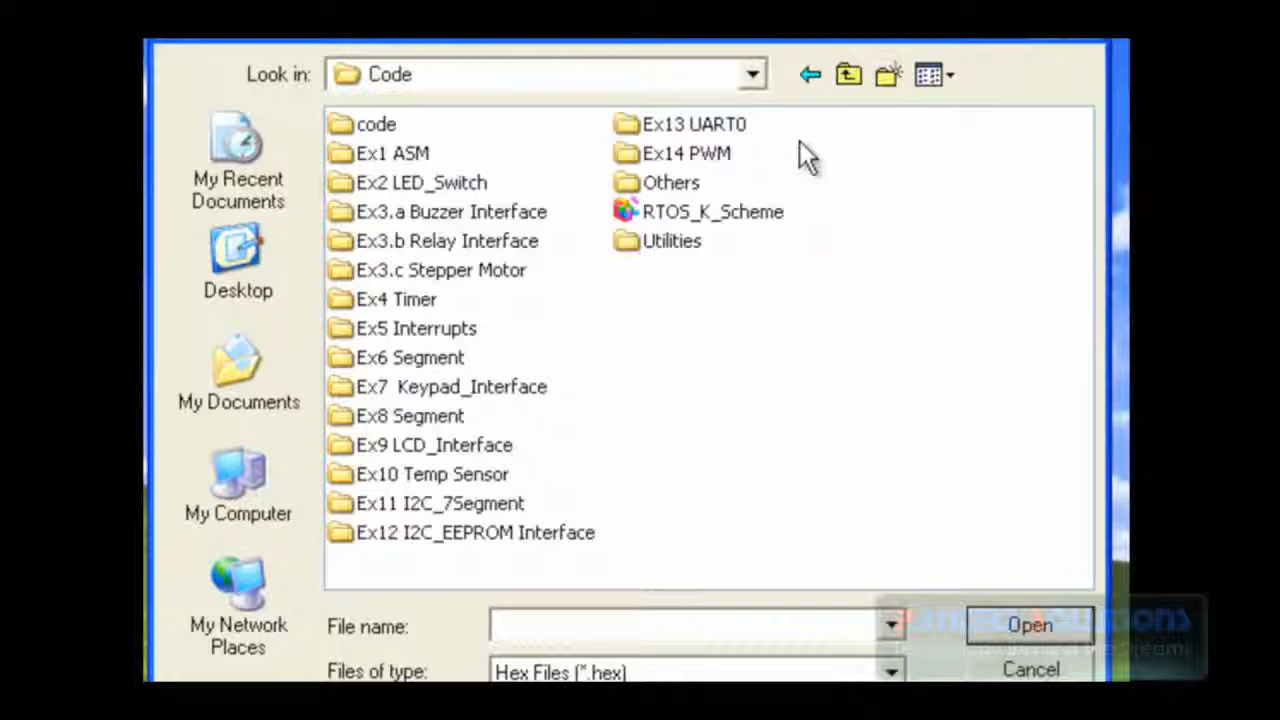 Look in: Code
My Recent
Documents
Desktop
My Documents
My Computer
My Network
Places
code
Ex1 ASM
Ex2 LED_Switch
Ex3.a Buzzer Interface
Ex3.b Relay Interface
Ex3.c Stepper Motor
Ex4 Timer
Ex5 Interrupts
Ex6 Segment
Ex7  Keypad_Interface
Ex8 Segment
Ex9 LCD_Interface
Ex10 Temp Sensor
Ex11 I2C_7Segment
Ex12 I2C_EEPROM Interface
Ex13 UART0
Ex14 PWM
Others
RTOS_K_Scheme
Utilities
File name:
Open
Files of type: Hex Files (*.hex)
Cancel